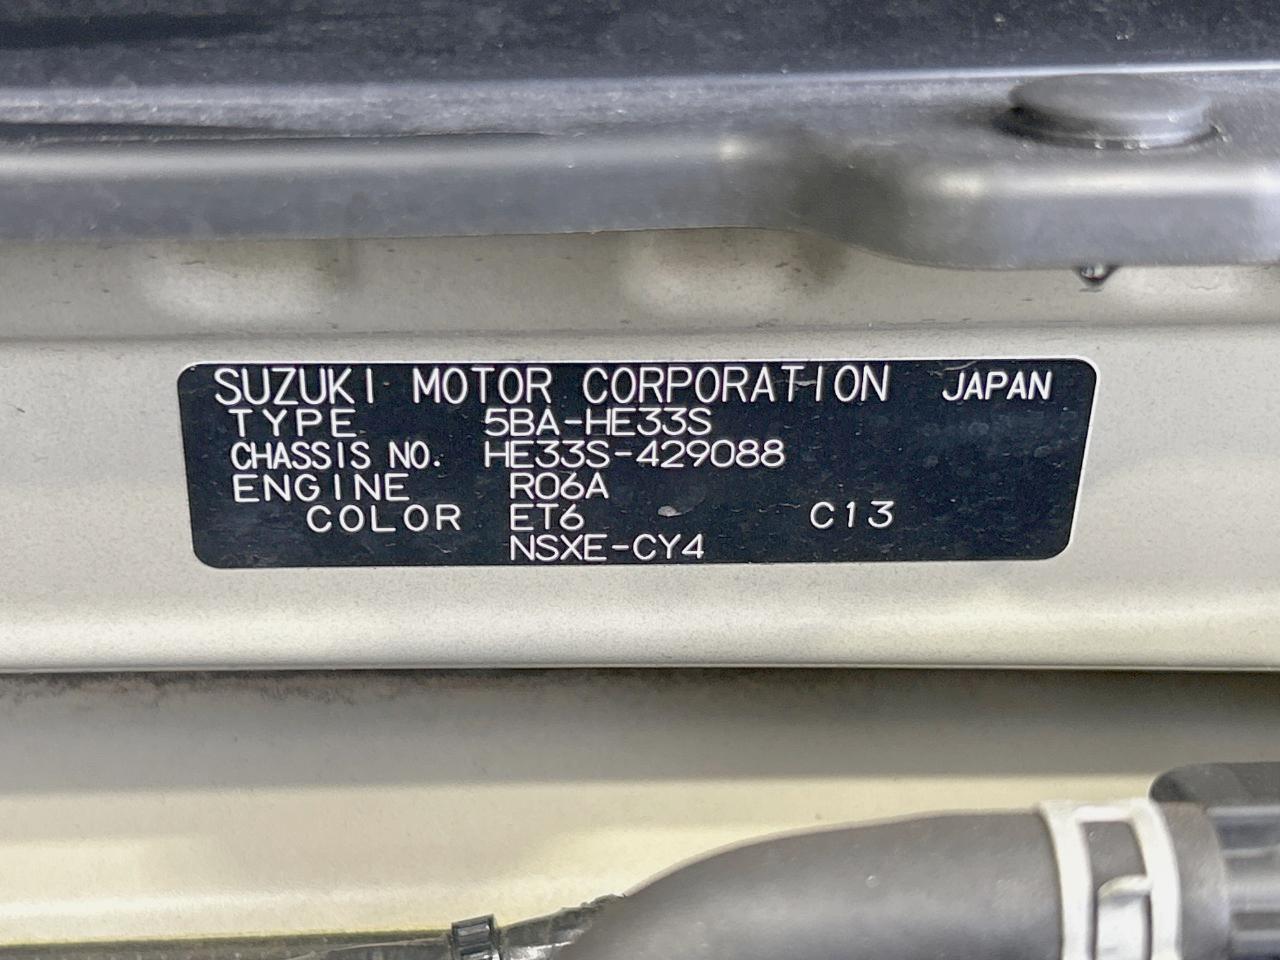 SUZUKI MOTOR CORPORATION JAPAN
TYPE 5BA-HE33S
CHASSIS NO. HE33S-429088
ENGINE R06A
COLOR ET6 C13
NSXE-CY4